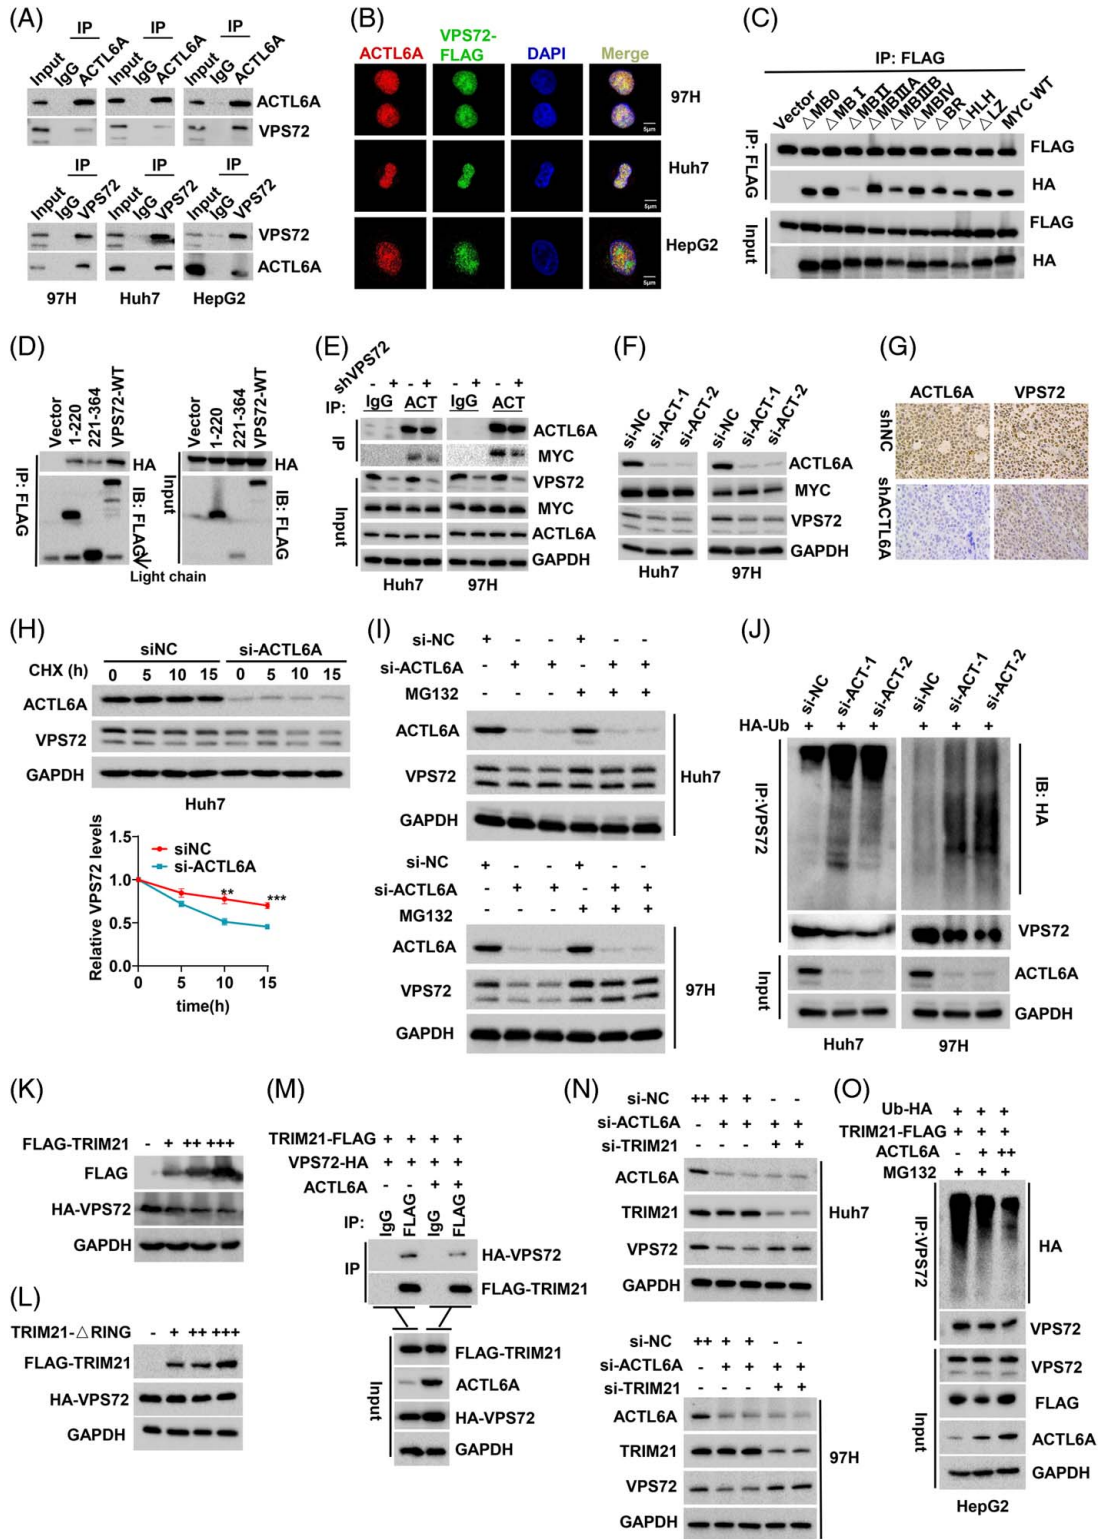 (A)
IP IP IP
Input IgG ACTL6A Input IgG ACTL6A Input IgG ACTL6A
ACTL6A
VPS72
IP IP IP
Input IgG VPS72 Input IgG VPS72 Input IgG VPS72
VPS72
ACTL6A
97H Huh7 HepG2
(B)
ACTL6A VPS72-FLAG DAPI Merge
97H
5μm
Huh7
5μm
HepG2
5μm
(C)
IP: FLAG
Vector △MB0 △MB I △MB II △MB IIIA △MB IIIB △MBIV △BR △HLH △LZ MYC WT
IP: FLAG
FLAG
HA
Input
FLAG
HA
(D)
Vector 1-220 221-364 VPS72-WT Vector 1-220 221-364 VPS72-WT
IP: FLAG
HA
IB: FLAG
Light chain
Input
HA
IB: FLAG
(E)
shVPS72 - + - + - + - +
IP: IgG ACT IgG ACT
IP
ACTL6A
MYC
Input
VPS72
MYC
ACTL6A
GAPDH
Huh7 97H
(F)
si-NC si-ACT-1 si-ACT-2 si-NC si-ACT-1 si-ACT-2
ACTL6A
MYC
VPS72
GAPDH
Huh7 97H
(G)
ACTL6A VPS72
shNC
shACTL6A
(H)
siNC si-ACTL6A
CHX (h) 0 5 10 15 0 5 10 15
ACTL6A
VPS72
GAPDH
Huh7
Relative VPS72 levels
1.5
1.0
0.5
0.0
siNC
si-ACTL6A
** ***
0 5 10 15
time(h)
(I)
si-NC + - - + - -
si-ACTL6A - + + - + +
MG132 - - - + + +
ACTL6A
VPS72
GAPDH
Huh7
si-NC + - - + - -
si-ACTL6A - + + - + +
MG132 - - - + + +
ACTL6A
VPS72
GAPDH
97H
(J)
si-NC si-ACT-1 si-ACT-2 si-NC si-ACT-1 si-ACT-2
HA-Ub + + + + + +
IP:VPS72
IB: HA
VPS72
Input
ACTL6A
GAPDH
Huh7 97H
(K)
FLAG-TRIM21 - + ++ +++
FLAG
HA-VPS72
GAPDH
(L)
TRIM21-△RING - + ++ +++
FLAG-TRIM21
HA-VPS72
GAPDH
(M)
TRIM21-FLAG + + + +
VPS72-HA + + + +
ACTL6A - - + +
IP: IgG FLAG IgG FLAG
IP
HA-VPS72
FLAG-TRIM21
Input
FLAG-TRIM21
ACTL6A
HA-VPS72
GAPDH
(N)
si-NC ++ + + - -
si-ACTL6A - + + + +
si-TRIM21 - - - + +
ACTL6A
TRIM21
VPS72
GAPDH
Huh7
si-NC ++ + + - -
si-ACTL6A - + + + +
si-TRIM21 - - - + +
ACTL6A
TRIM21
VPS72
GAPDH
97H
(O)
Ub-HA + + +
TRIM21-FLAG + + +
ACTL6A - + ++
MG132 + + +
IP:VPS72
HA
VPS72
Input
VPS72
FLAG
ACTL6A
GAPDH
HepG2